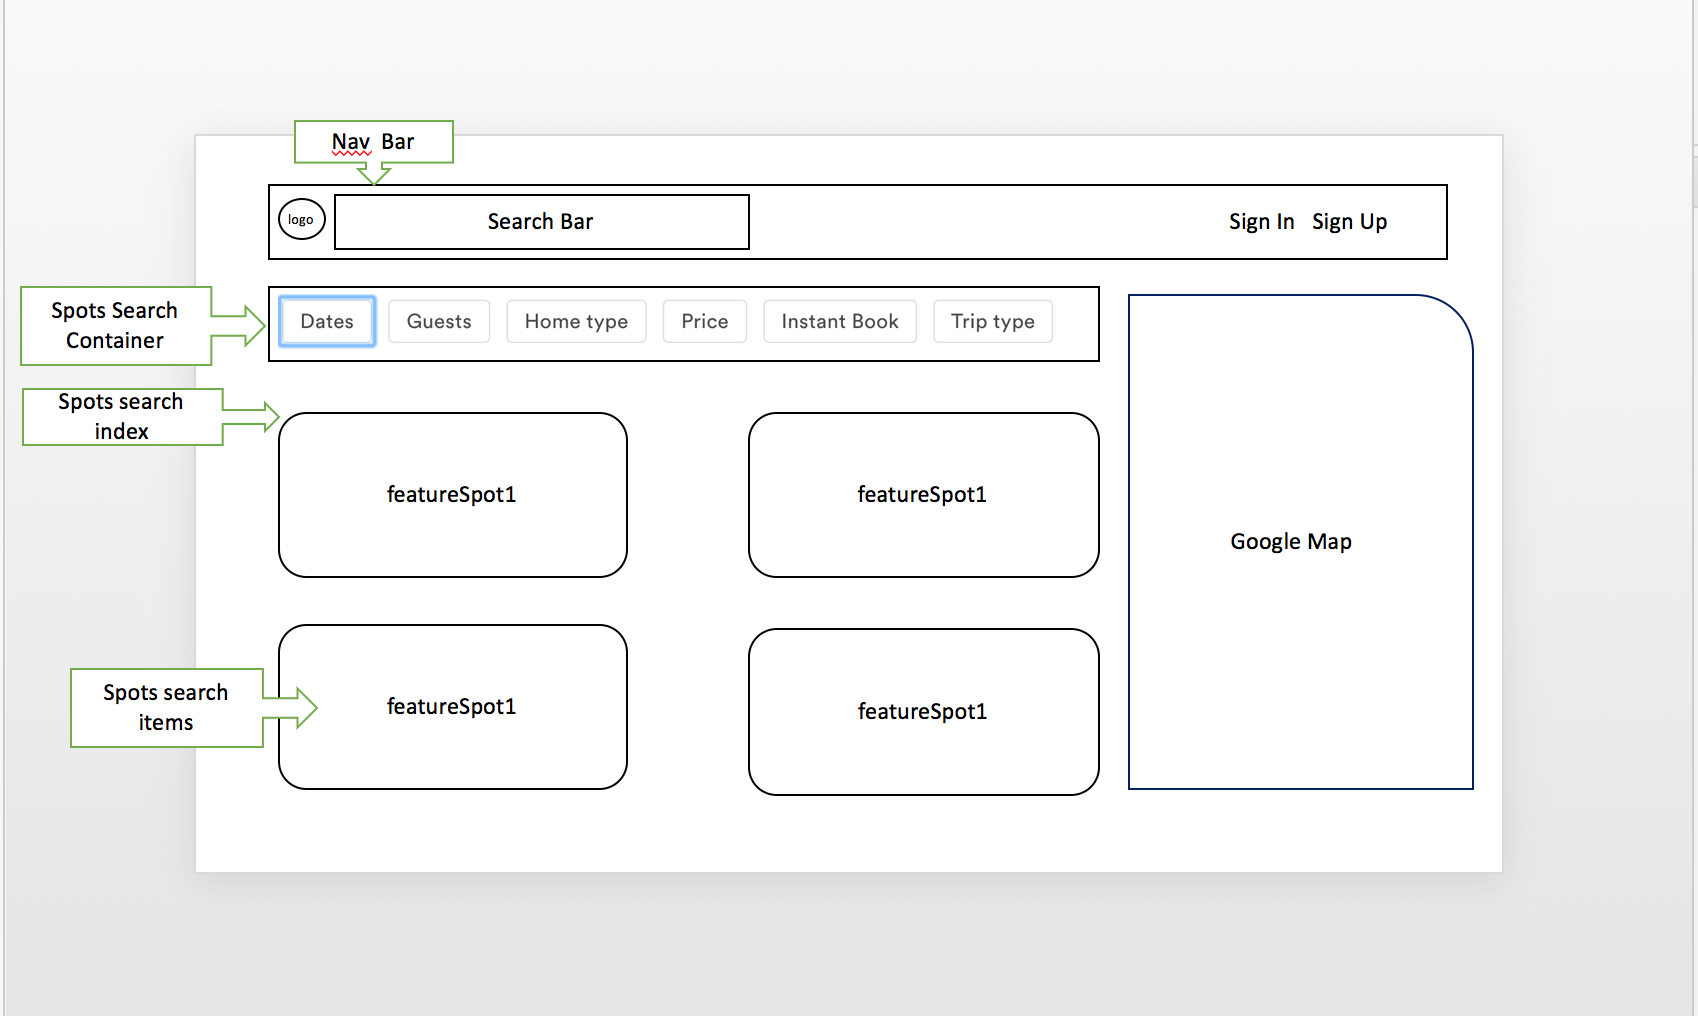 Nav  Bar
logo
Search Bar
Sign In   Sign Up
Spots Search
Container
Dates
Guests
Home type
Price
Instant Book
Trip type
Spots search
index
featureSpot1
featureSpot1
Google Map
Spots search
items
featureSpot1
featureSpot1